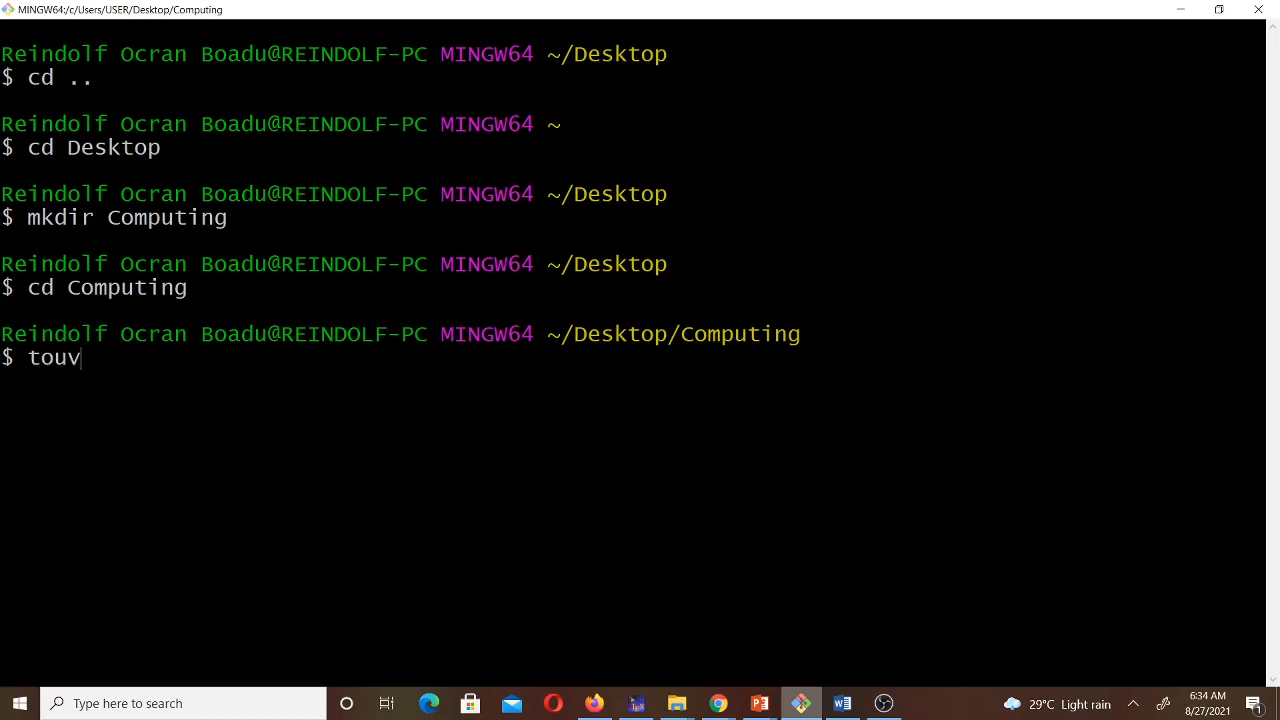 MINGW64:/c/Users/USER/Desktop/Computing
Reindolf Ocran Boadu@REINDOLF-PC MINGW64 ~/Desktop
$ cd ..
Reindolf Ocran Boadu@REINDOLF-PC MINGW64 ~
$ cd Desktop
Reindolf Ocran Boadu@REINDOLF-PC MINGW64 ~/Desktop
$ mkdir Computing
Reindolf Ocran Boadu@REINDOLF-PC MINGW64 ~/Desktop
$ cd Computing
Reindolf Ocran Boadu@REINDOLF-PC MINGW64 ~/Desktop/Computing
$ touv
Type here to search
29°C Light rain
6:34 AM
8/27/2021
1